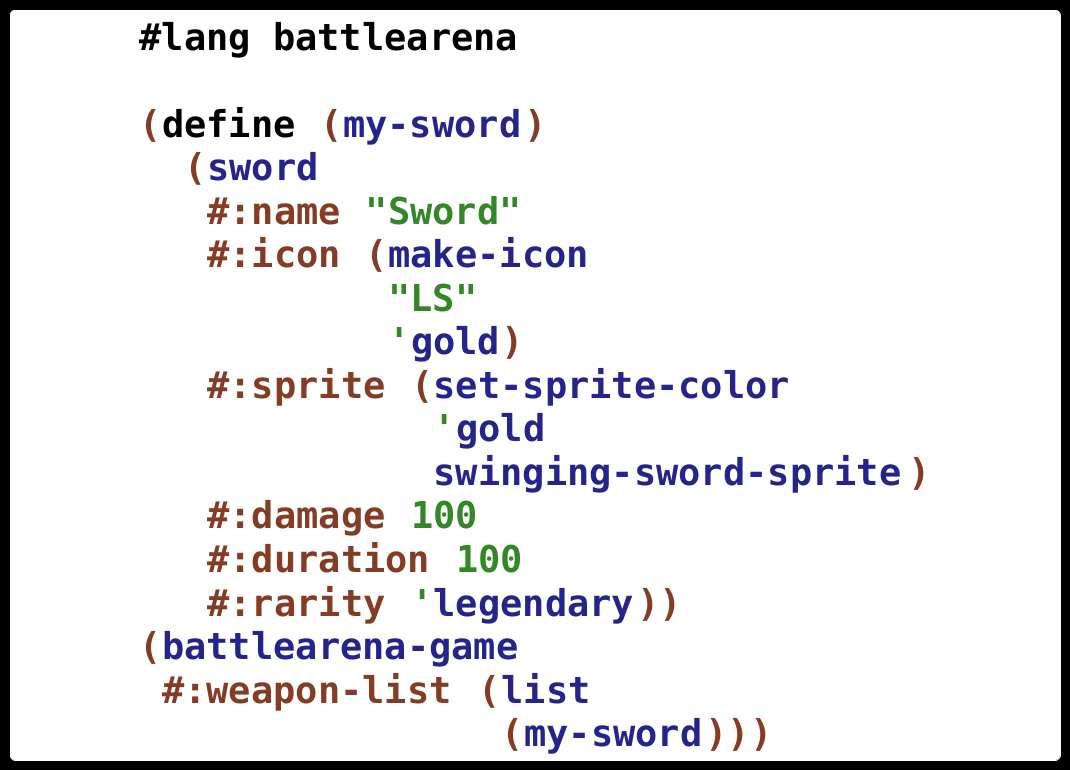 #lang battlearena
(define (my-sword)
(sword
#:name "Sword"
#:icon (make-icon
"LS"
'gold)
#:sprite (set-sprite-color
'gold
swinging-sword-sprite)
#:damage 100
#:duration 100
#:rarity 'legendary))
(battlearena-game
#:weapon-list (list
(my-sword)))